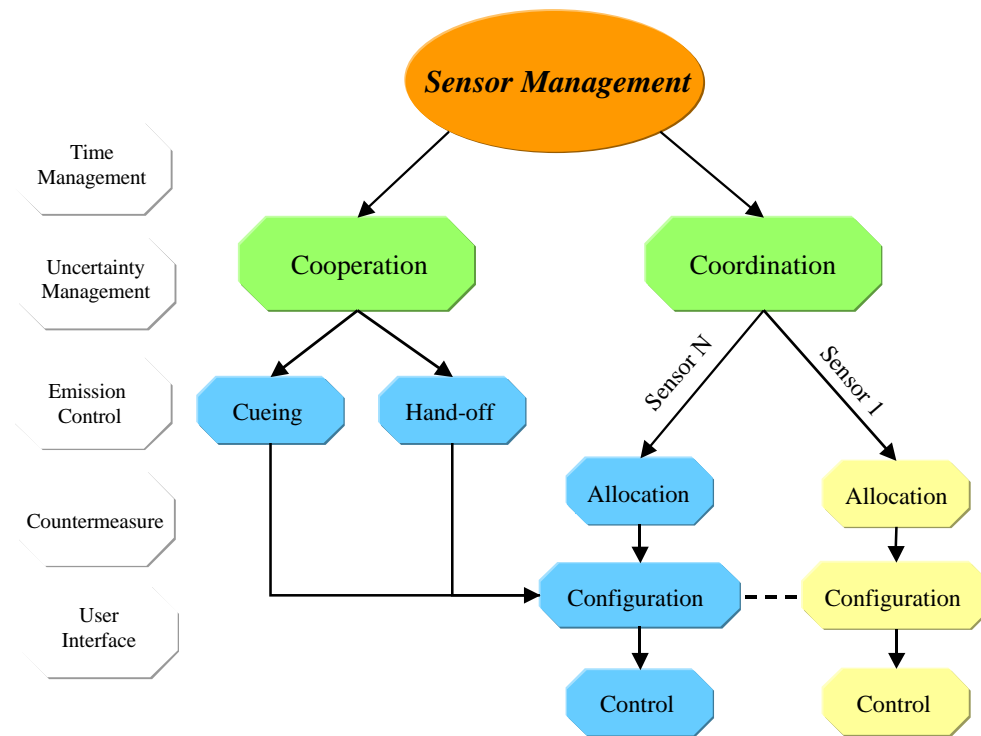 Sensor Management
Time
Management
Cooperation
Coordination
Uncertainty
Management
Sensor N
Sensor 1
Emission
Control
Cueing
Hand-off
Allocation
Allocation
Countermeasure
Configuration
Configuration
User
Interface
Control
Control